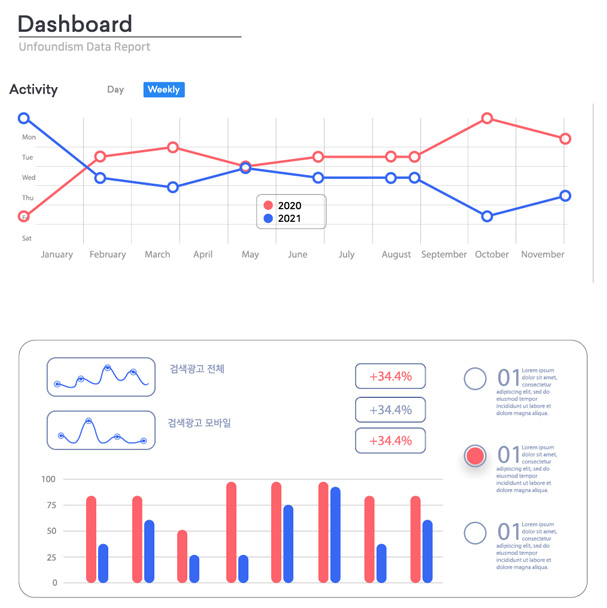 Dashboard
Unfoundism Data Report
Activity
Day
Weekly
Mon
Tue
Wed
Thu
Fri
Sat
2020
2021
January February March April May June July August September October November
검색광고 전체
검색광고 모바일
+34.4%
+34.4%
+34.4%
01 Lorem ipsum
dolor sit amet,
consectetur
adipiscing elit, sed do
eiusmod tempor
incididunt ut labore et
dolore magna aliqua.
01 Lorem ipsum
dolor sit amet,
consectetur
adipiscing elit, sed do
eiusmod tempor
incididunt ut labore et
dolore magna aliqua.
01 Lorem ipsum
dolor sit amet,
consectetur
adipiscing elit, sed do
eiusmod tempor
incididunt ut labore et
dolore magna aliqua.
100
75
50
25
0